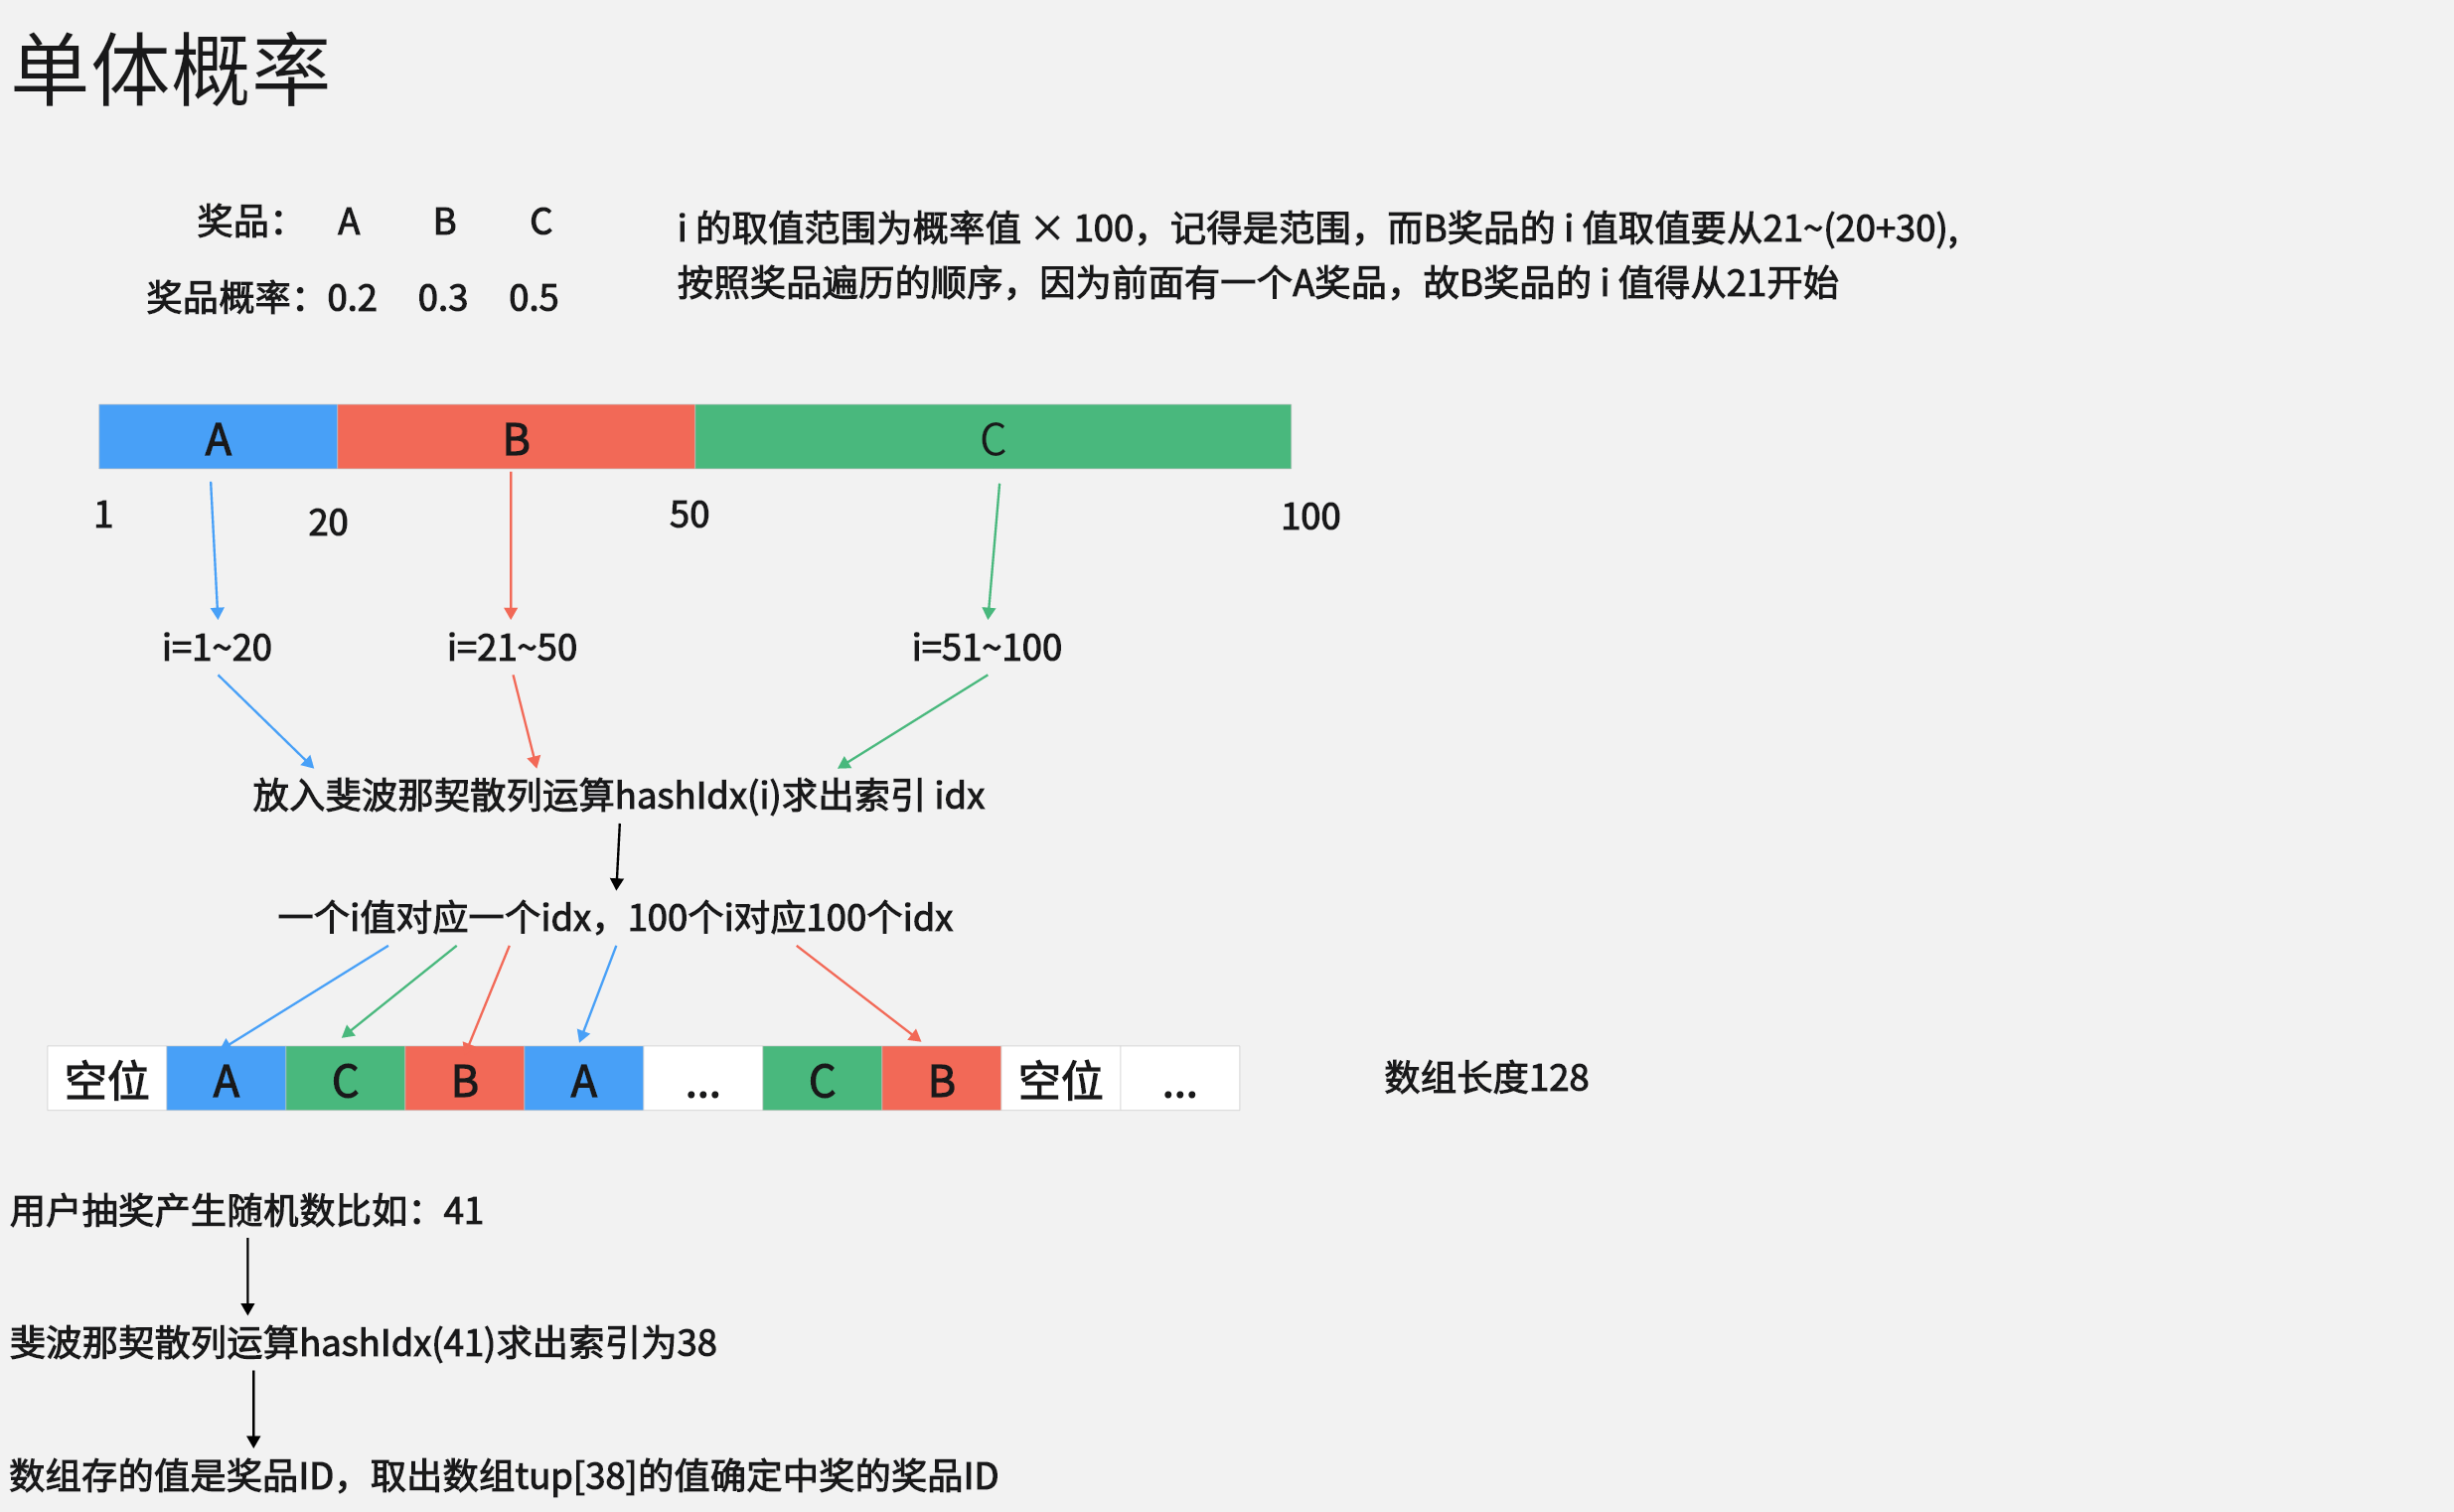 单体概率
奖品： A B C
奖品概率：0.2 0.3 0.5
i 的取值范围为概率值 × 100，记得是范围，而B奖品的 i 值取值要从21~(20+30),
按照奖品遍历的顺序，因为前面有一个A奖品，故B奖品的 i 值得从21开始
A B C
1 20 50 100
i=1~20 i=21~50 i=51~100
放入斐波那契散列运算hashIdx(i)求出索引 idx
一个i值对应一个idx，100个i对应100个idx
空位 A C B A ... C B 空位 ... 数组长度128
用户抽奖产生随机数比如：41
斐波那契散列运算hashIdx(41)求出索引为38
数组存的值是奖品ID，取出数组tup[38]的值确定中奖的奖品ID